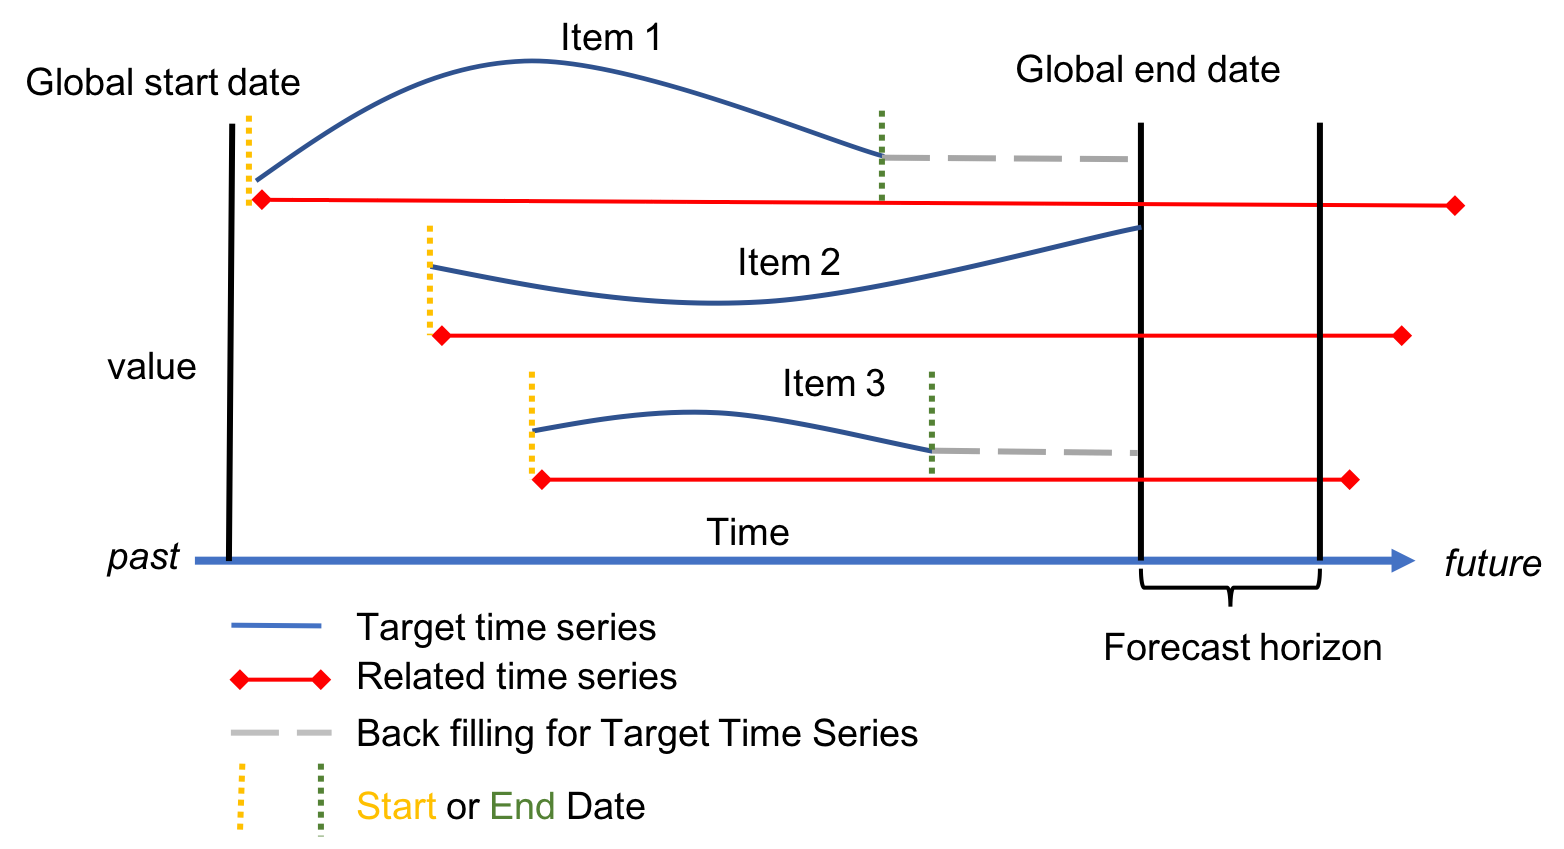 Item 1
Global start date
Global end date
Item 2
value
Item 3
Time
past
future
Forecast horizon
Target time series
Related time series
Back filling for Target Time Series
Start or End Date